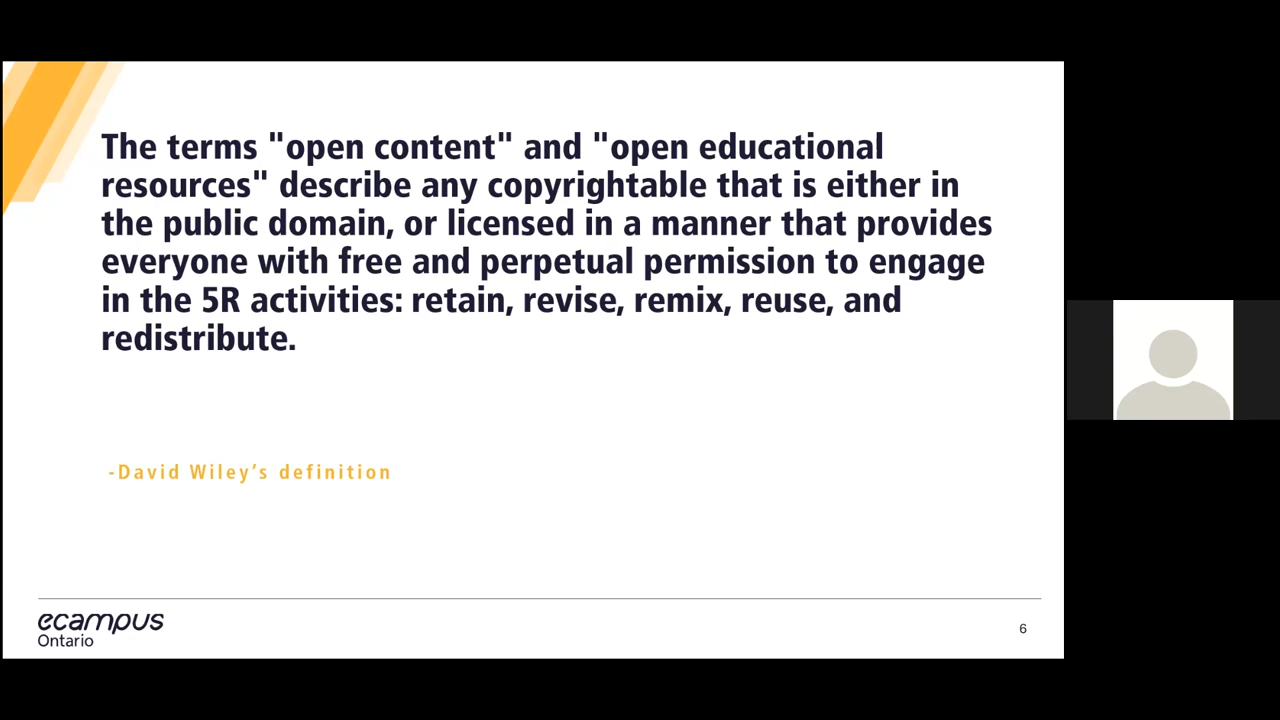 The terms "open content" and "open educational
resources" describe any copyrightable that is either in
the public domain, or licensed in a manner that provides
everyone with free and perpetual permission to engage
in the 5R activities: retain, revise, remix, reuse, and
redistribute.
-David Wiley’s definition
ecampus
Ontario
6